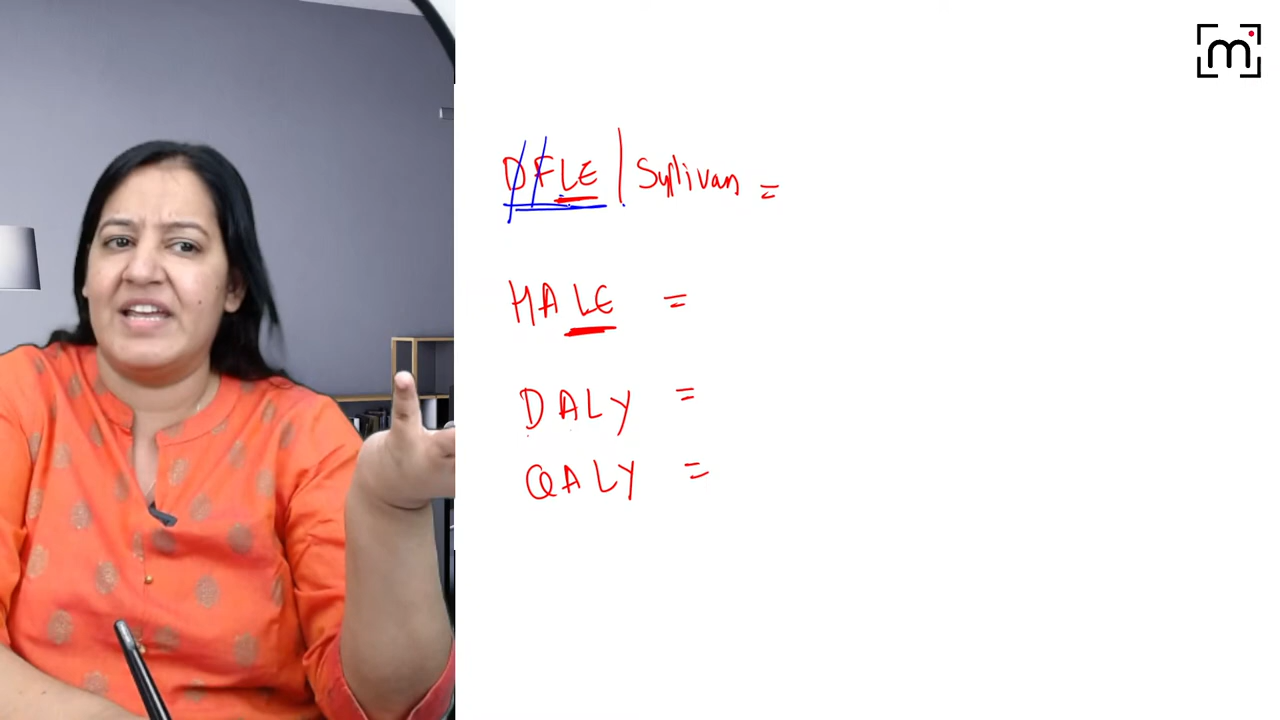 m
DFLE | Sullivan =
HALE =
DALY =
QALY =